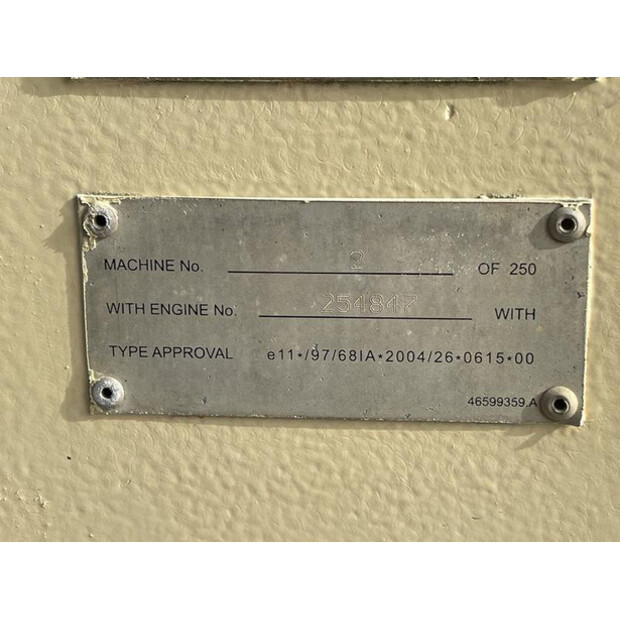 MACHINE No. 2 OF 250
WITH ENGINE No. 254847 WITH
TYPE APPROVAL e11*/97/68IA*2004/26*0615*00
46599359.A